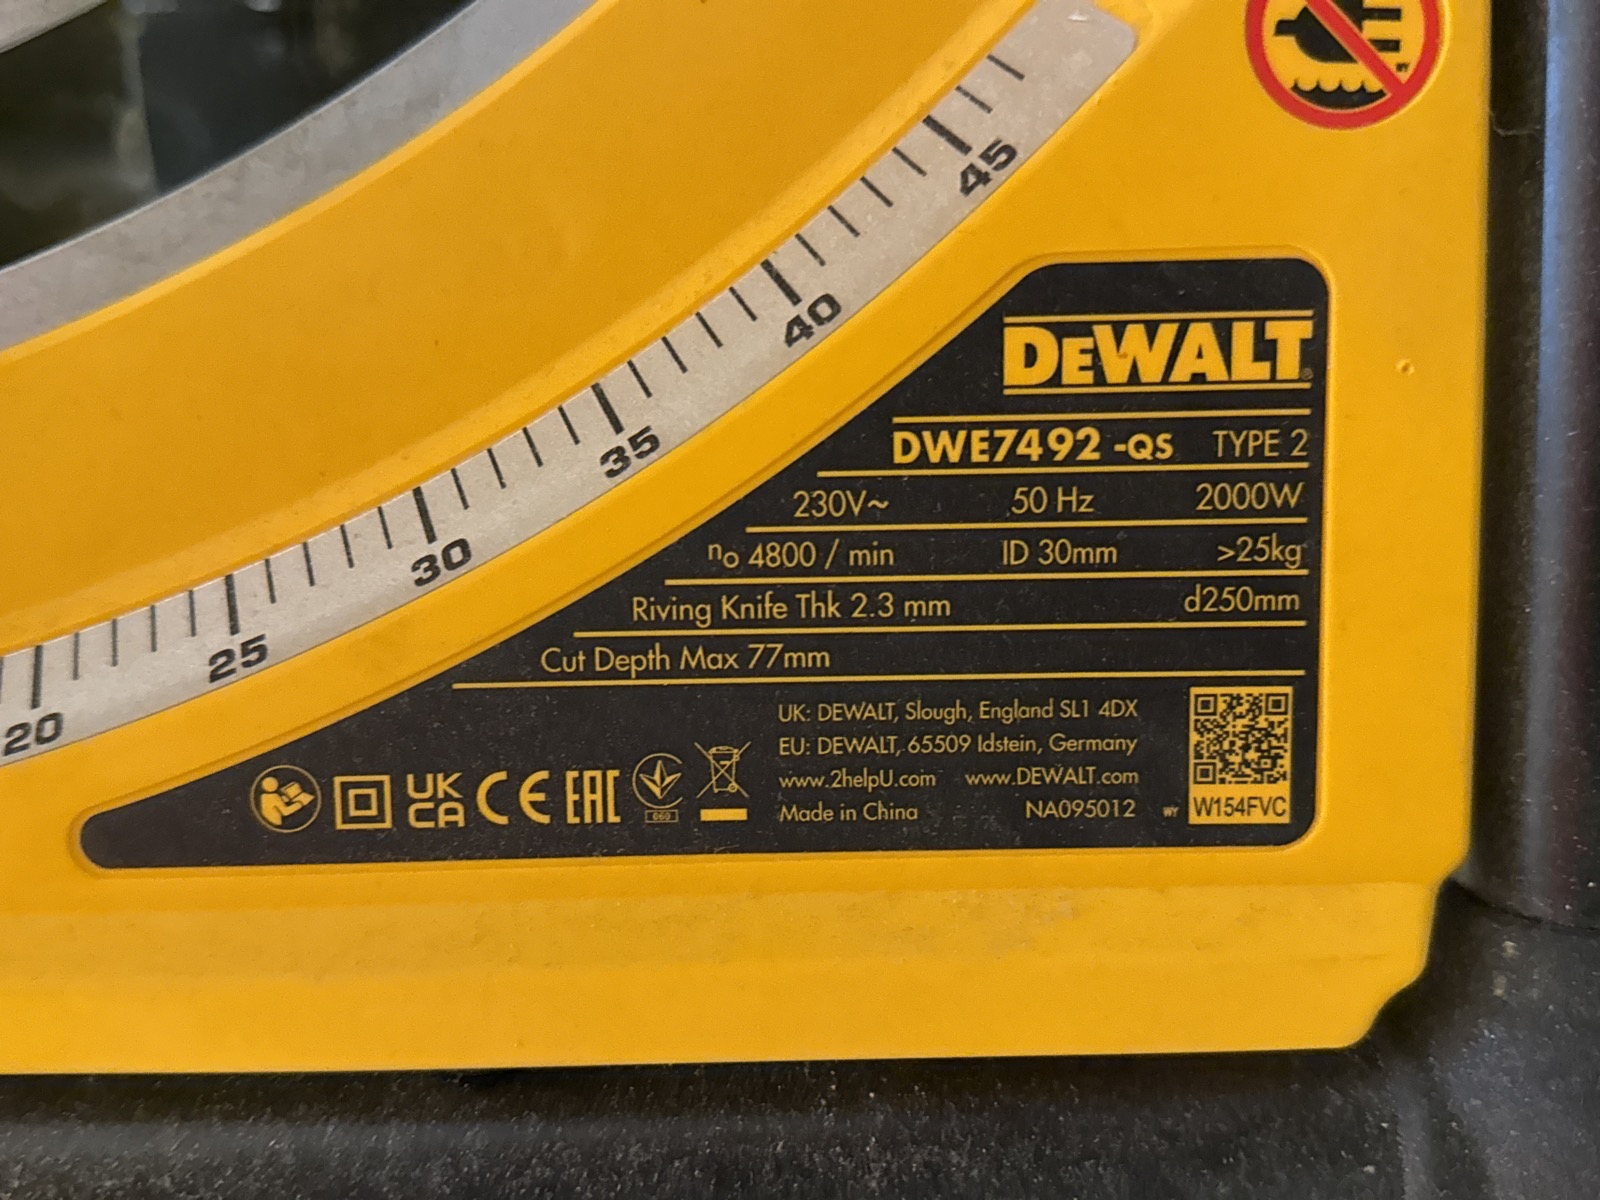 45
40
35
30
25
20
DEWALT
DWE7492 -QS TYPE 2
230V~ 50 Hz 2000W
no 4800 / min ID 30mm >25kg
Riving Knife Thk 2.3 mm d250mm
Cut Depth Max 77mm
UK: DEWALT, Slough, England SL1 4DX
EU: DEWALT, 65509 Idstein, Germany
www.2helpU.com www.DEWALT.com
Made in China NA095012 WY W154FVC
UK
CA CE EAC
060